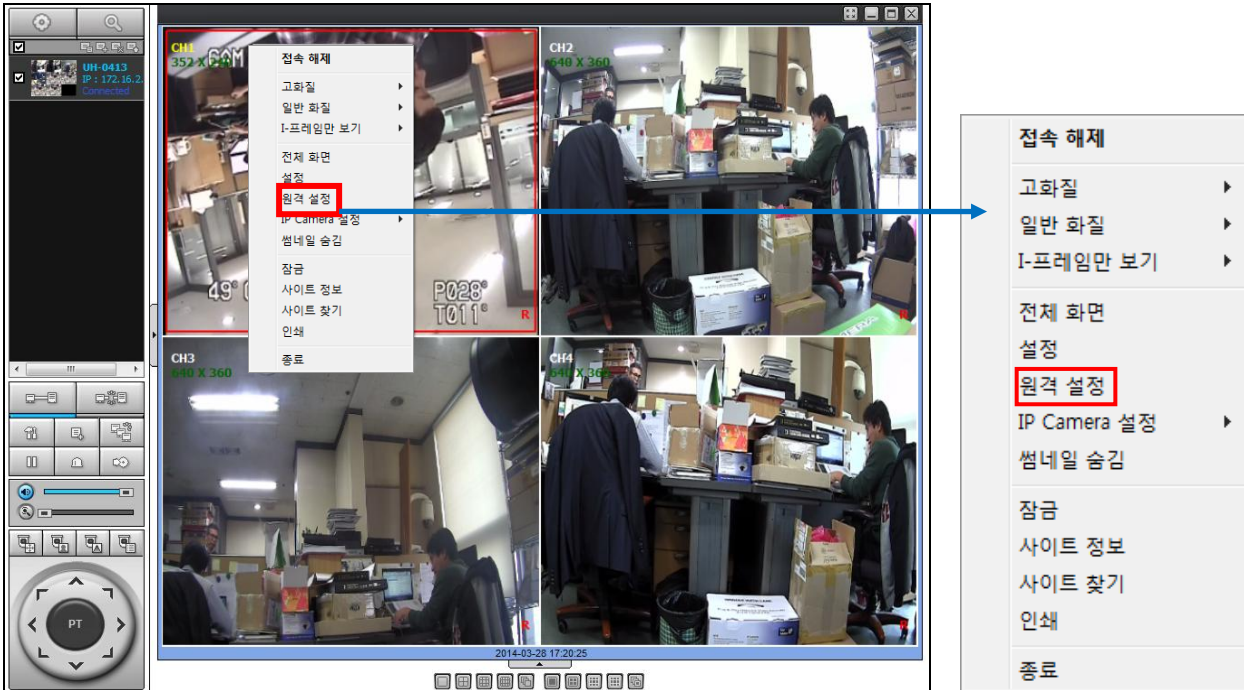 UH-0413
IP : 172.16.2.
Connected
PT
CH1
352 X 240
CAM
49°
P028°
T011°
R
CH2
640 X 360
R
CH3
640 X 360
R
CH4
640 X 360
R
2014-03-28 17:20:25
접속 해제
고화질
일반 화질
I-프레임만 보기
전체 화면
설정
원격 설정
IP Camera 설정
썸네일 숨김
잠금
사이트 정보
사이트 찾기
인쇄
종료
접속 해제
고화질
일반 화질
I-프레임만 보기
전체 화면
설정
원격 설정
IP Camera 설정
썸네일 숨김
잠금
사이트 정보
사이트 찾기
인쇄
종료